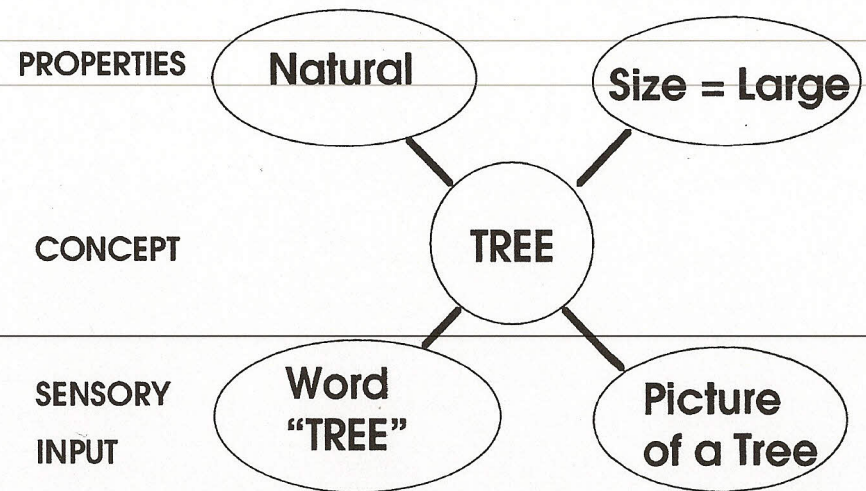 PROPERTIES
Natural
Size = Large
CONCEPT
TREE
SENSORY
INPUT
Word
“TREE”
Picture
of a Tree